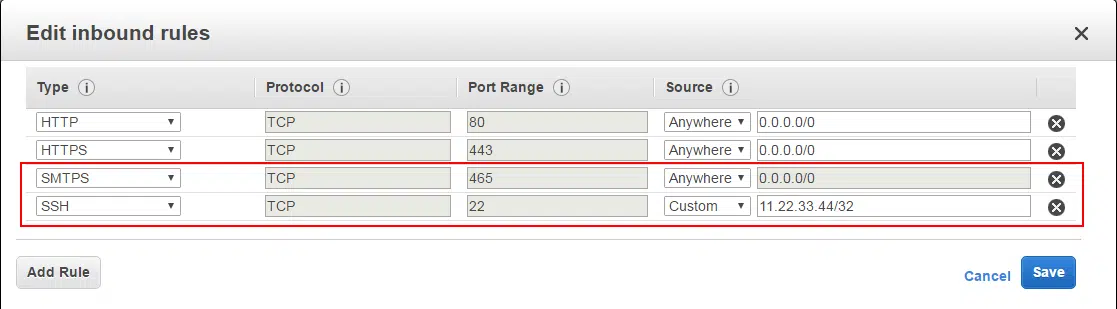 Edit inbound rules
Type Protocol Port Range Source
HTTP TCP 80 Anywhere 0.0.0.0/0
HTTPS TCP 443 Anywhere 0.0.0.0/0
SMTPS TCP 465 Anywhere 0.0.0.0/0
SSH TCP 22 Custom 11.22.33.44/32
Add Rule Cancel Save